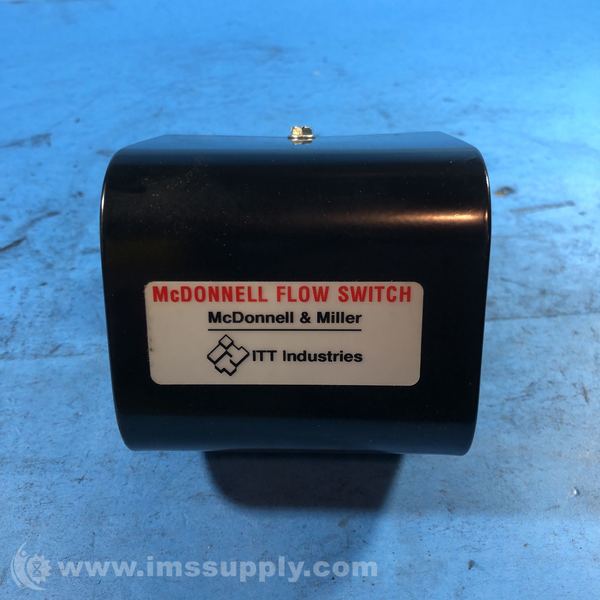 McDONNELL FLOW SWITCH
McDonnell & Miller
ITT Industries
www.imssupply.com